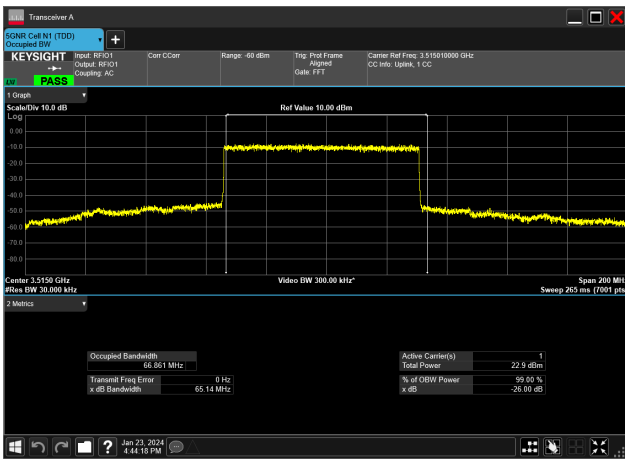 Transceiver A
5GNR Cell N1 (TDD)
Occupied BW
KEYSIGHT
PASS
Input: RFIO1
Output: RFIO1
Coupling: AC
Corr CCorr
Range: -60 dBm
Trig: Prot Frame
Aligned
Gate: FFT
Carrier Ref Freq: 3.515010000 GHz
CC Info: Uplink, 1 CC
1 Graph
Scale/Div 10.0 dB
Ref Value 10.00 dBm
Log
0.00
-10.0
-20.0
-30.0
-40.0
-50.0
-60.0
-70.0
-80.0
Center 3.5150 GHz
Video BW 300.00 kHz*
Span 200 MH
#Res BW 30.000 kHz
Sweep 265 ms (7001 pts
2 Metrics
Occupied Bandwidth
66.861 MHz
Active Carrier(s) 1
Total Power 22.9 dBm
Transmit Freq Error 0 Hz
x dB Bandwidth 65.14 MHz
% of OBW Power 99.00 %
x dB -26.00 dB
?
Jan 23, 2024
4:44:18 PM